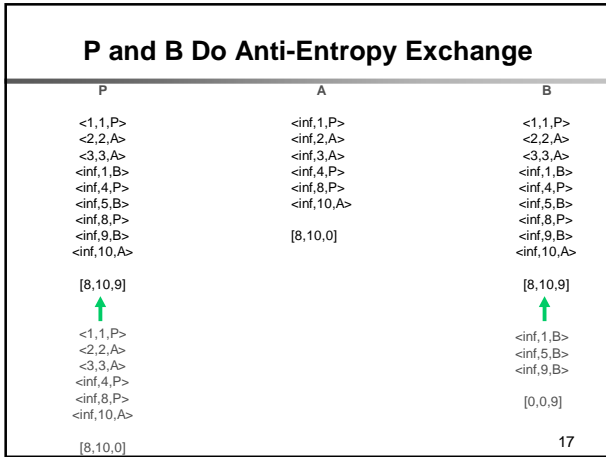 P and B Do Anti-Entropy Exchange
P
<1,1,P>
<2,2,A>
<3,3,A>
<inf,1,B>
<inf,4,P>
<inf,5,B>
<inf,8,P>
<inf,9,B>
<inf,10,A>
[8,10,9]
<1,1,P>
<2,2,A>
<3,3,A>
<inf,4,P>
<inf,8,P>
<inf,10,A>
[8,10,0]
A
<inf,1,P>
<inf,2,A>
<inf,3,A>
<inf,4,P>
<inf,8,P>
<inf,10,A>
[8,10,0]
B
<1,1,P>
<2,2,A>
<3,3,A>
<inf,1,B>
<inf,4,P>
<inf,5,B>
<inf,8,P>
<inf,9,B>
<inf,10,A>
[8,10,9]
<inf,1,B>
<inf,5,B>
<inf,9,B>
[0,0,9]
17